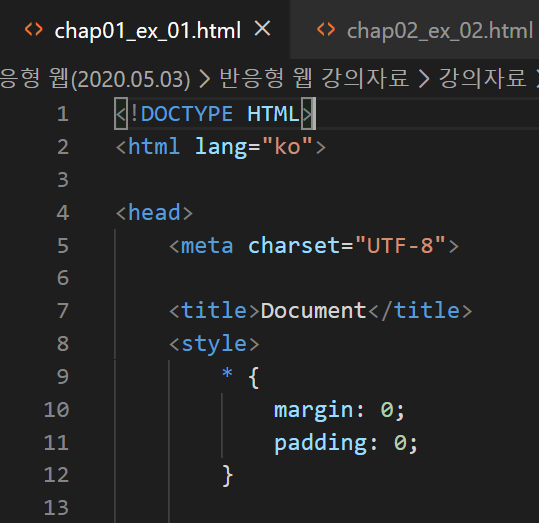 chap01_ex_01.html
chap02_ex_02.html
응형 웹(2020.05.03) > 반응형 웹 강의자료 > 강의자료
1 <!DOCTYPE HTML>
2 <html lang="ko">
3
4 <head>
5 <meta charset="UTF-8">
6
7 <title>Document</title>
8 <style>
9 * {
10 margin: 0;
11 padding: 0;
12 }
13